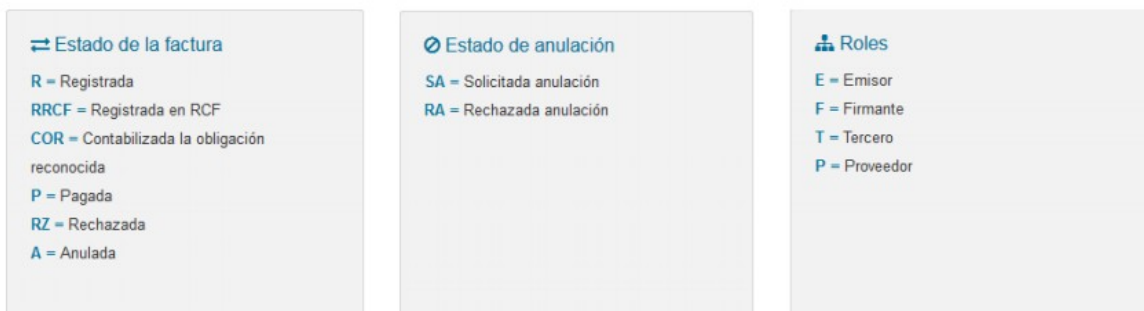 Estado de la factura
R = Registrada
RRCF = Registrada en RCF
COR = Contabilizada la obligación
reconocida
P = Pagada
RZ = Rechazada
A = Anulada
Estado de anulación
SA = Solicitada anulación
RA = Rechazada anulación
Roles
E = Emisor
F = Firmante
T = Tercero
P = Proveedor